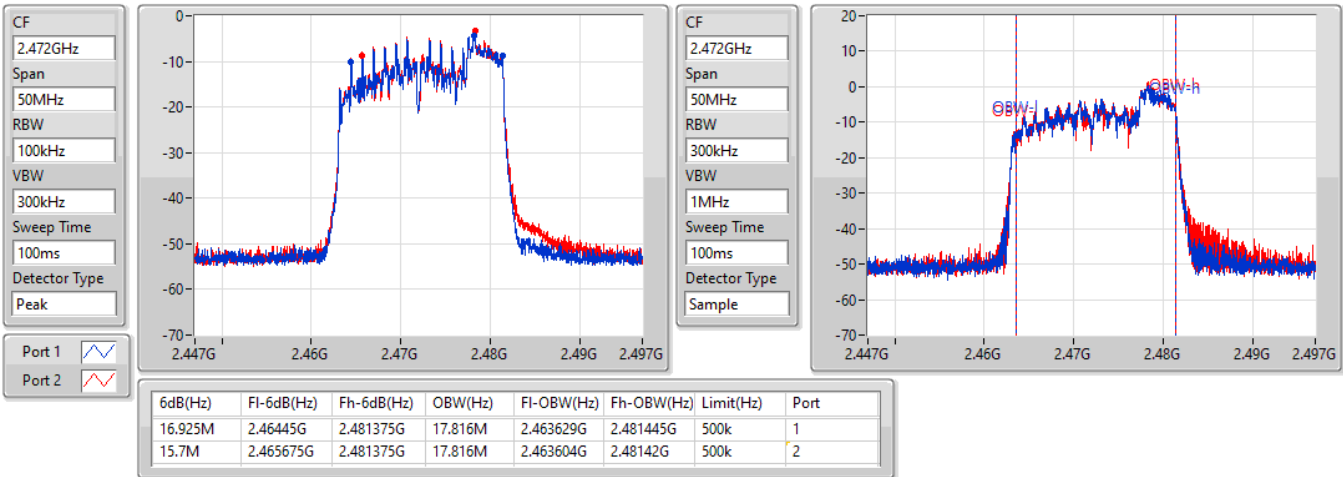 CF
2.472GHz
Span
50MHz
RBW
100kHz
VBW
300kHz
Sweep Time
100ms
Detector Type
Peak
0
-10
-20
-30
-40
-50
-60
-70
2.447G 2.46G 2.47G 2.48G 2.49G 2.497G
CF
2.472GHz
Span
50MHz
RBW
300kHz
VBW
1MHz
Sweep Time
100ms
Detector Type
Sample
20
10
0
-10
-20
-30
-40
-50
-60
-70
OBW-l
OBW-h
2.447G 2.46G 2.47G 2.48G 2.49G 2.497G
Port 1
Port 2
6dB(Hz) Fl-6dB(Hz) Fh-6dB(Hz) OBW(Hz) Fl-OBW(Hz) Fh-OBW(Hz) Limit(Hz) Port
16.925M 2.46445G 2.481375G 17.816M 2.463629G 2.481445G 500k 1
15.7M 2.465675G 2.481375G 17.816M 2.463604G 2.48142G 500k 2